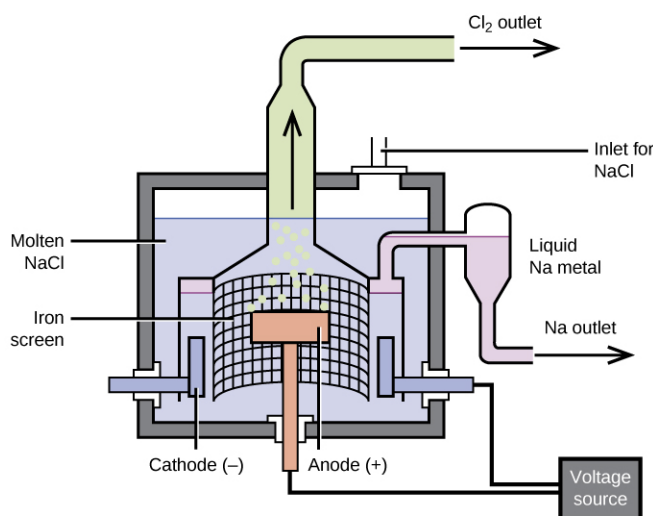 Cl₂ outlet
Inlet for
NaCl
Molten
NaCl
Liquid
Na metal
Iron
screen
Na outlet
Cathode (–)
Anode (+)
Voltage
source